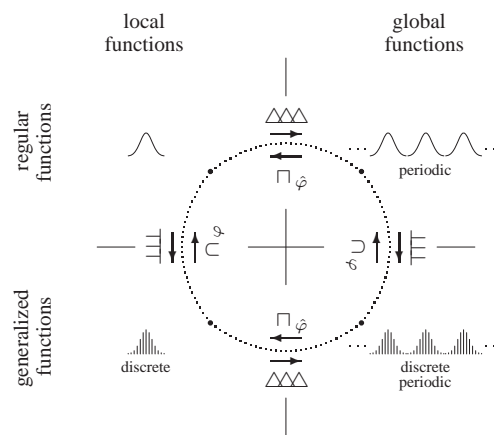 local functions
global functions
regular functions
△△△
⊓ φ̂
periodic
Ш
∩ φ
∩ φ
Ш
generalized functions
⊓ φ̂
△△△
discrete
discrete periodic